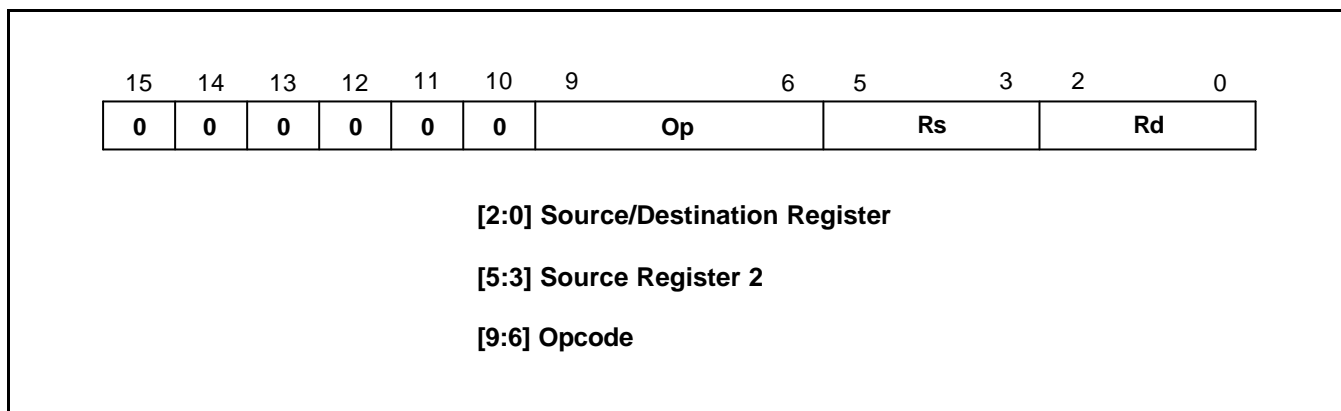 15 14 13 12 11 10 9 6 5 3 2 0
0 0 0 0 0 0 Op Rs Rd
[2:0] Source/Destination Register
[5:3] Source Register 2
[9:6] Opcode